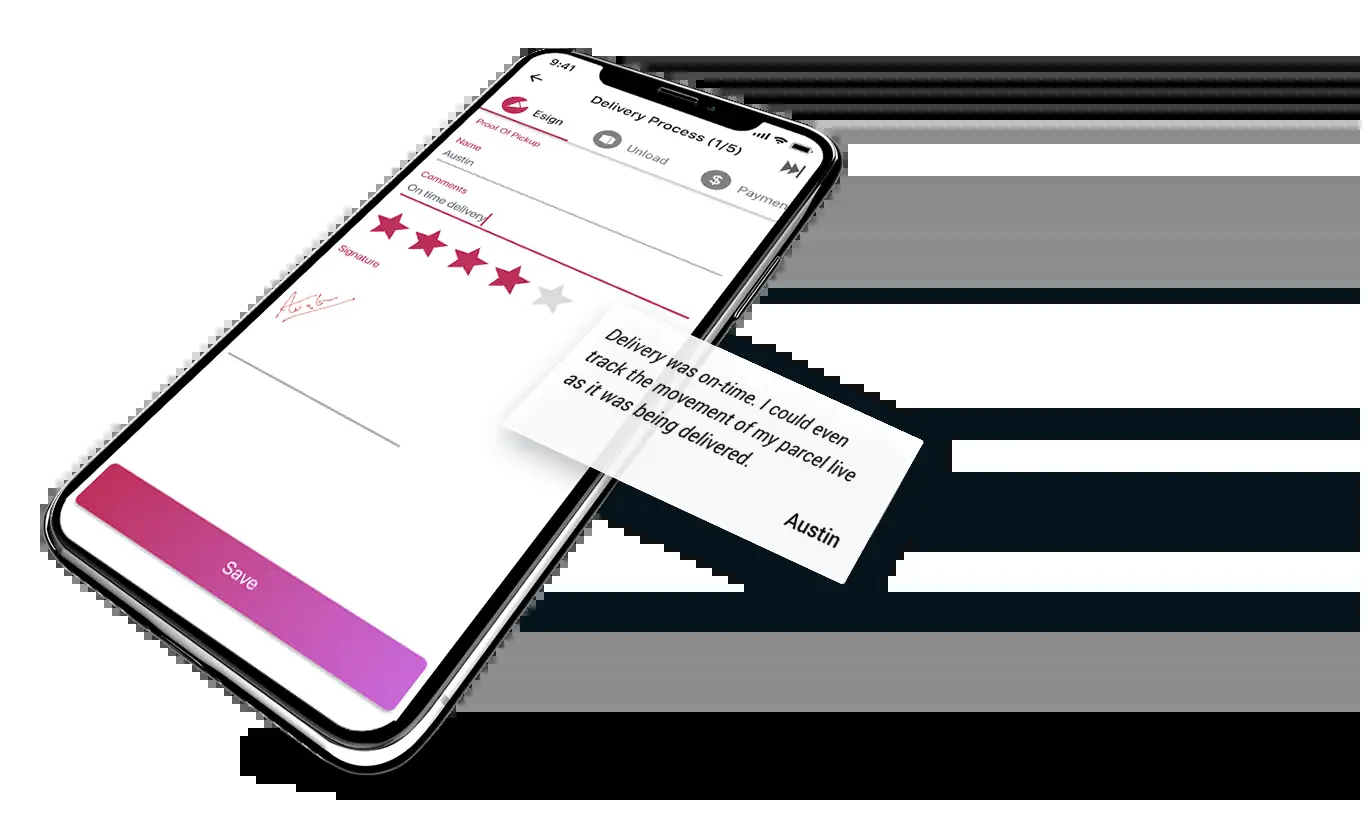 9:41
Delivery Process (1/5)
Esign
Unload
Paymen
Proof Of Pickup
Name
Austin
Comments
On time delivery
Signature
Save
Delivery was on-time. I could even
track the movement of my parcel live
as it was being delivered.
Austin